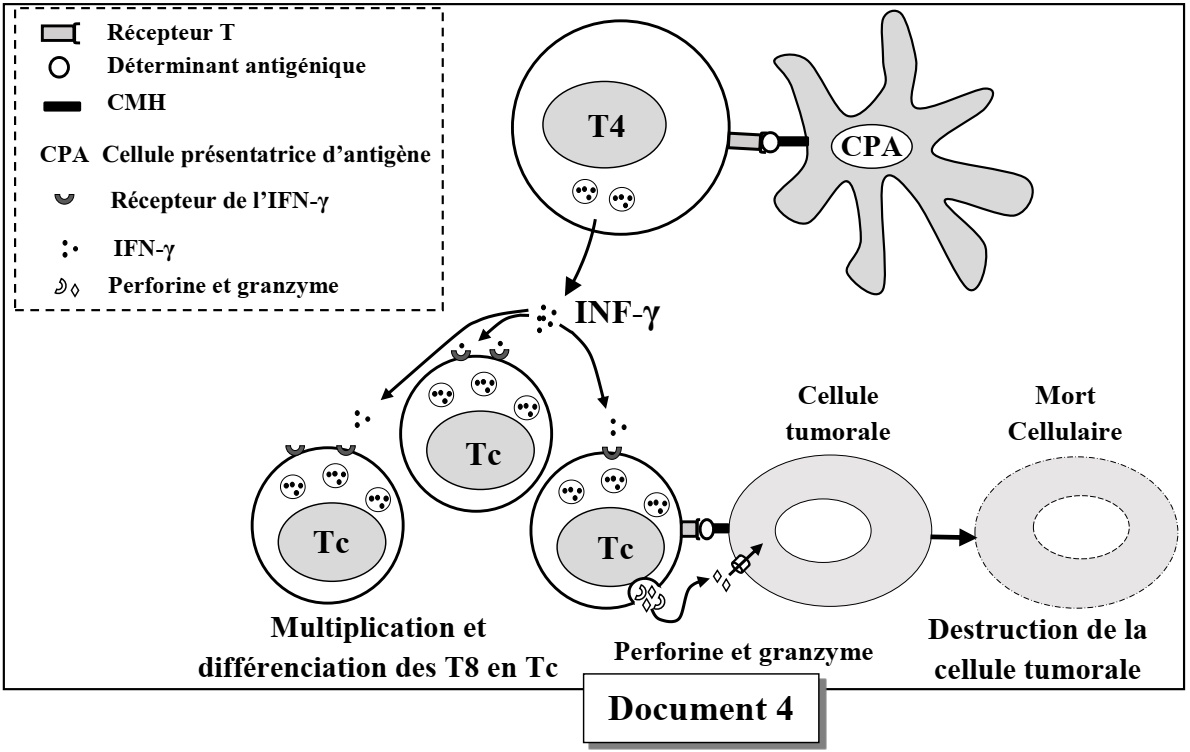 Récepteur T
Déterminant antigénique
CMH
CPA Cellule présentatrice d’antigène
Récepteur de l’IFN-γ
IFN-γ
Perforine et granzyme
T4
CPA
INF-γ
Tc
Tc
Tc
Cellule
tumorale
Mort
Cellulaire
Multiplication et
différenciation des T8 en Tc
Perforine et granzyme
Destruction de la
cellule tumorale
Document 4